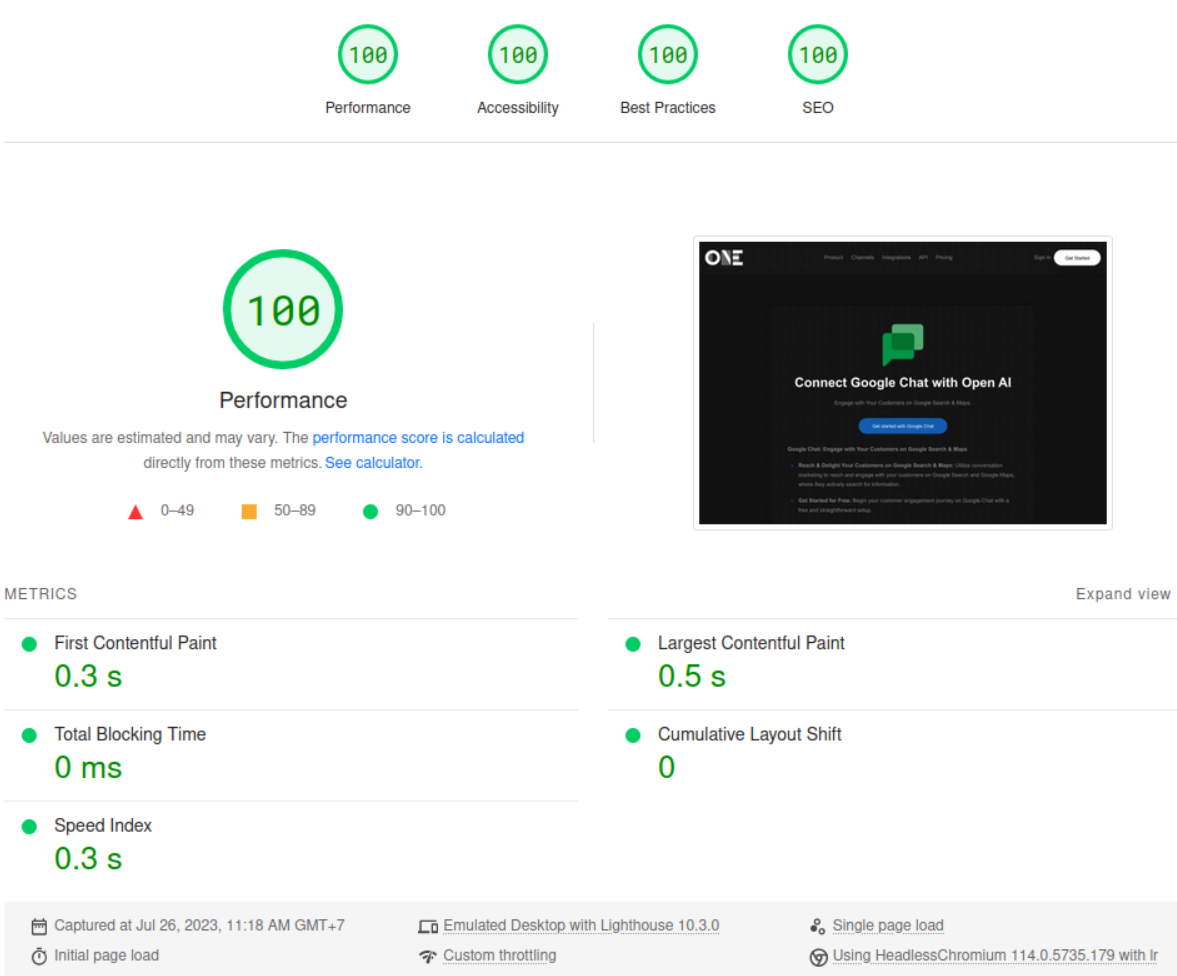 100 100 100 100
Performance Accessibility Best Practices SEO
100
Performance
Values are estimated and may vary. The performance score is calculated
directly from these metrics. See calculator.
0–49 50–89 90–100
ONE Product Channels Integrations API Pricing Sign in Get Started
Connect Google Chat with Open AI
Engage with Your Customers on Google Search & Maps.
Get started with Google Chat
Google Chat: Engage with Your Customers on Google Search & Maps
Reach & Delight Your Customers on Google Search & Maps: Utilize conversation
marketing to reach and engage with your customers on Google Search and Google Maps,
where they actively search for information.
Get Started for Free: Begin your customer engagement journey on Google Chat with a
free and straightforward setup.
METRICS Expand view
First Contentful Paint Largest Contentful Paint
0.3 s 0.5 s
Total Blocking Time Cumulative Layout Shift
0 ms 0
Speed Index
0.3 s
Captured at Jul 26, 2023, 11:18 AM GMT+7 Emulated Desktop with Lighthouse 10.3.0 Single page load
Initial page load Custom throttling Using HeadlessChromium 114.0.5735.179 with lr